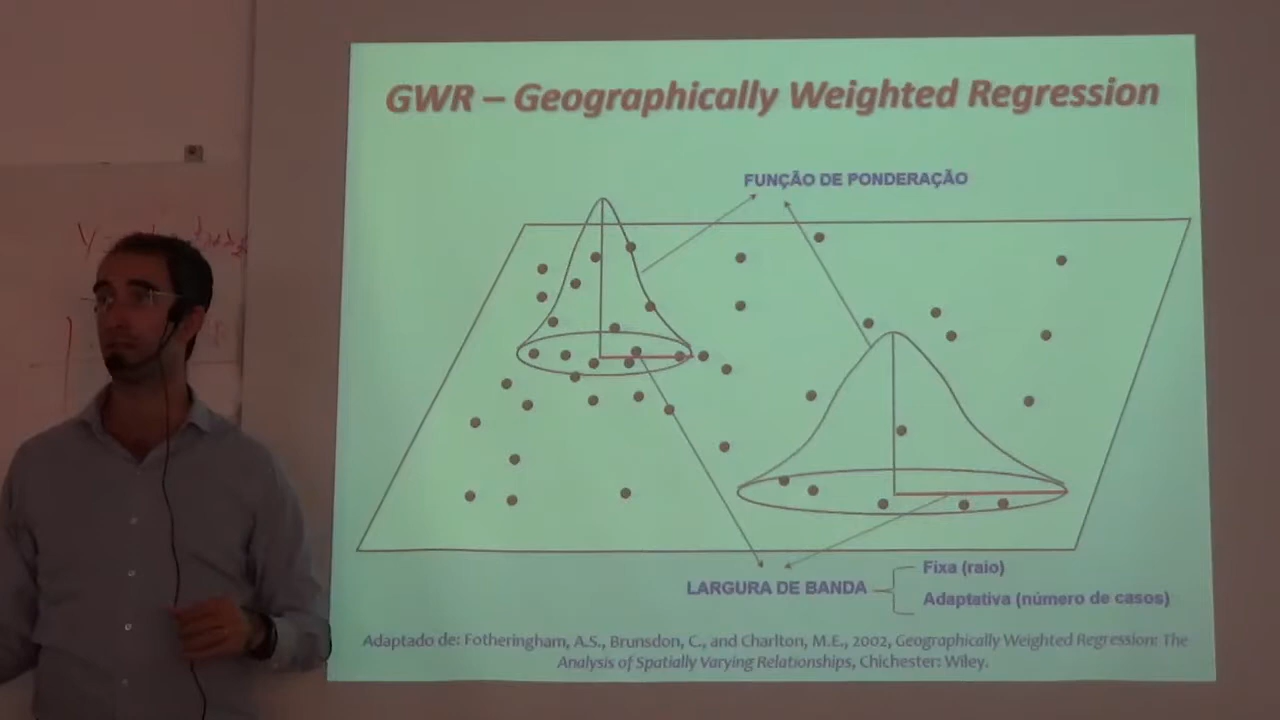 GWR – Geographically Weighted Regression
FUNÇÃO DE PONDERAÇÃO
LARGURA DE BANDA
Fixa (raio)
Adaptativa (número de casos)
Adaptado de: Fotheringham, A.S., Brunsdon, C., and Charlton, M.E., 2002, Geographically Weighted Regression: The
Analysis of Spatially Varying Relationships, Chichester: Wiley.